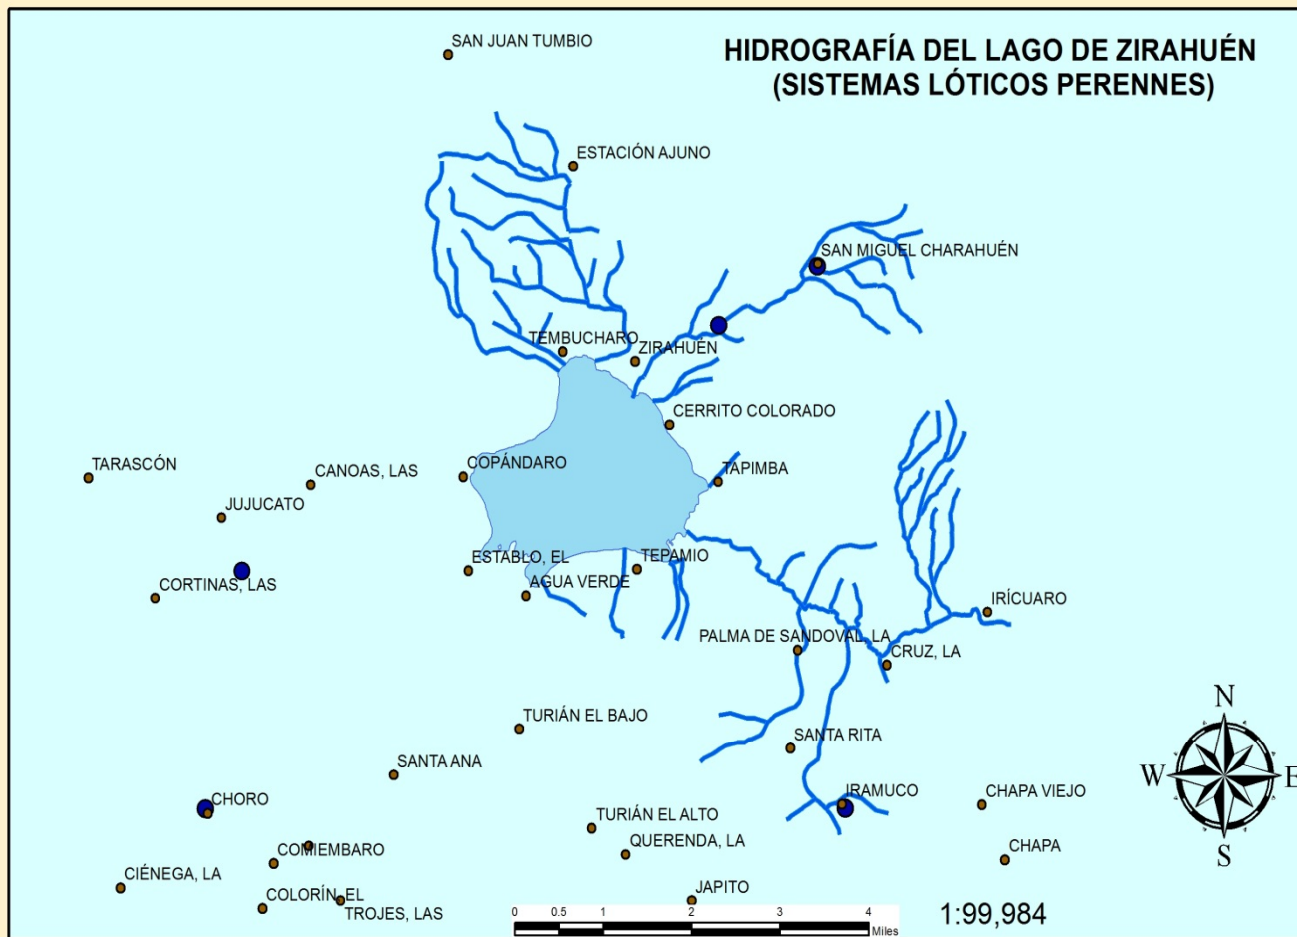 HIDROGRAFÍA DEL LAGO DE ZIRAHUÉN
(SISTEMAS LÓTICOS PERENNES)
SAN JUAN TUMBIO
ESTACIÓN AJUNO
SAN MIGUEL CHARAHUÉN
TEMBUCHARO
ZIRAHUÉN
CERRITO COLORADO
TARASCÓN
CANOAS, LAS
COPÁNDARO
TAPIMBA
JUJUCATO
ESTABLO, EL
TEPAMIO
CORTINAS, LAS
AGUA VERDE
IRÍCUARO
PALMA DE SANDOVAL, LA
CRUZ, LA
TURIÁN EL BAJO
SANTA RITA
SANTA ANA
CHORO
IRAMUCO
CHAPA VIEJO
TURIÁN EL ALTO
COMIEMBARO
QUERENDA, LA
CHAPA
CIÉNEGA, LA
COLORÍN, EL
TROJES, LAS
JAPITO
N
W
E
S
0 0.5 1 2 3 4
Miles
1:99,984